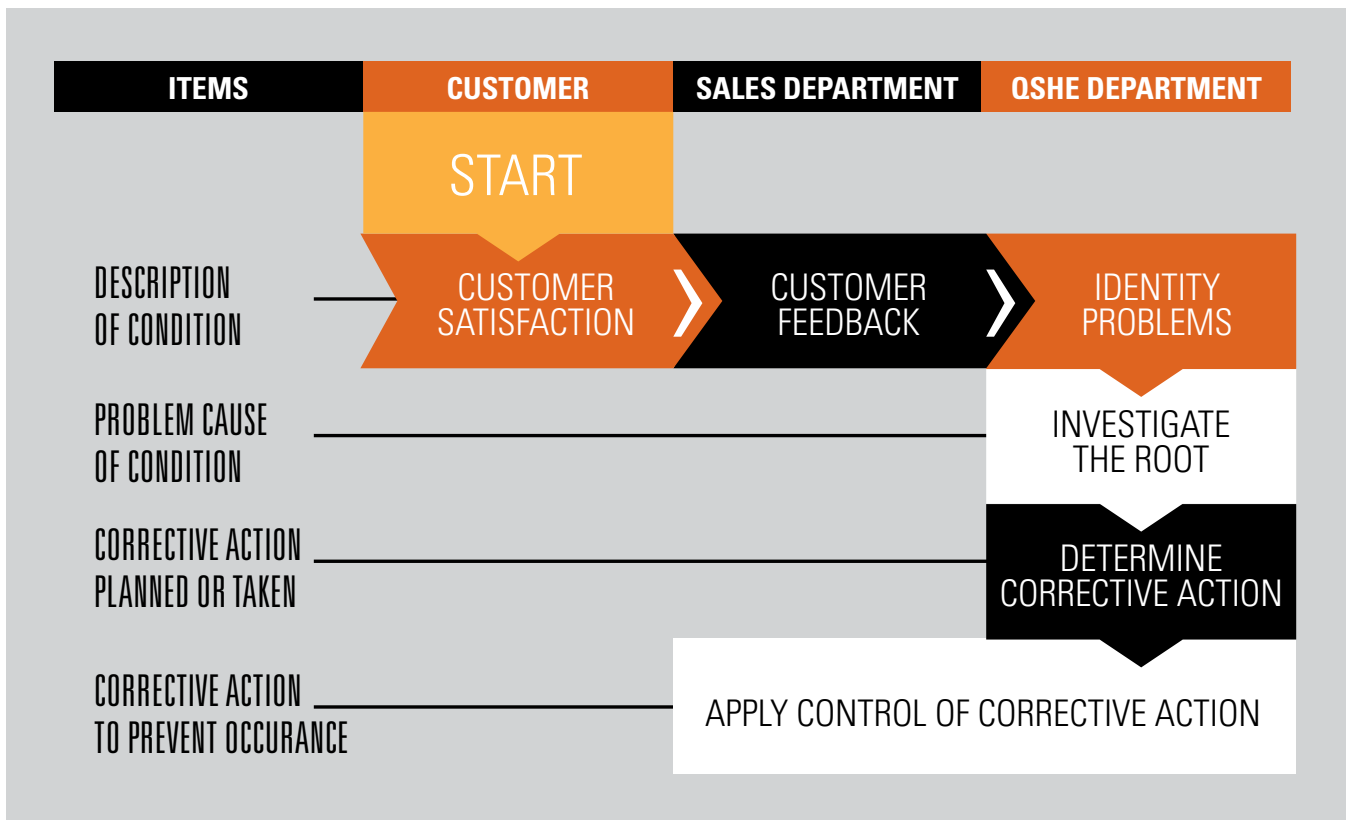 ITEMS
CUSTOMER
SALES DEPARTMENT
QSHE DEPARTMENT
START
DESCRIPTION
OF CONDITION
CUSTOMER
SATISFACTION
CUSTOMER
FEEDBACK
IDENTITY
PROBLEMS
PROBLEM CAUSE
OF CONDITION
INVESTIGATE
THE ROOT
CORRECTIVE ACTION
PLANNED OR TAKEN
DETERMINE
CORRECTIVE ACTION
CORRECTIVE ACTION
TO PREVENT OCCURANCE
APPLY CONTROL OF CORRECTIVE ACTION